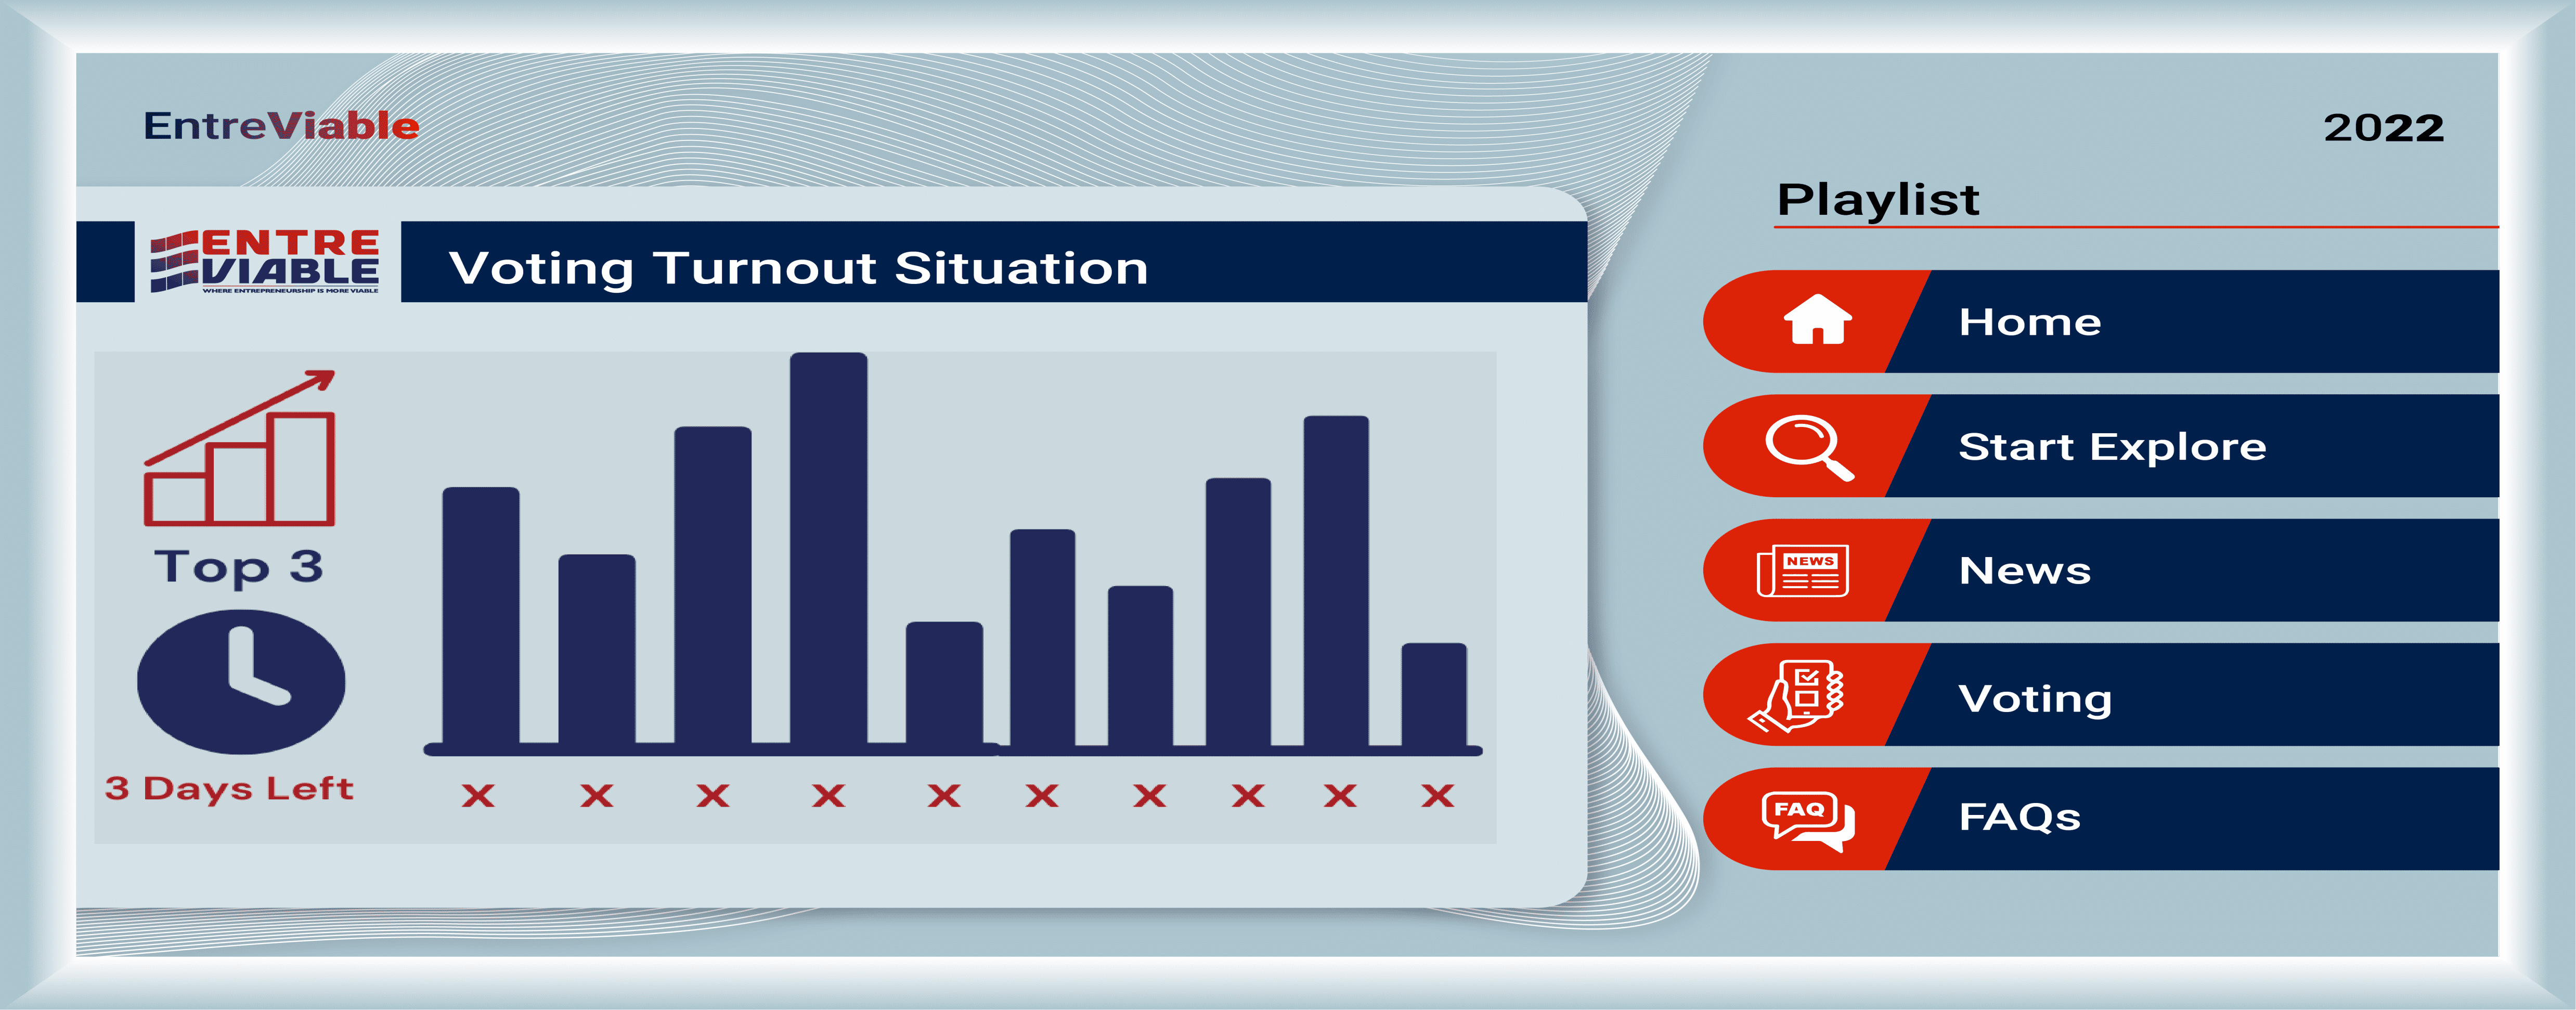 EntreViable
2022
ENTRE
VIABLE
WHERE ENTREPRENEURSHIP IS MORE VIABLE
Voting Turnout Situation
Top 3
3 Days Left
X X X X X X X X X X
Playlist
Home
Start Explore
NEWS
News
Voting
FAQ
FAQs